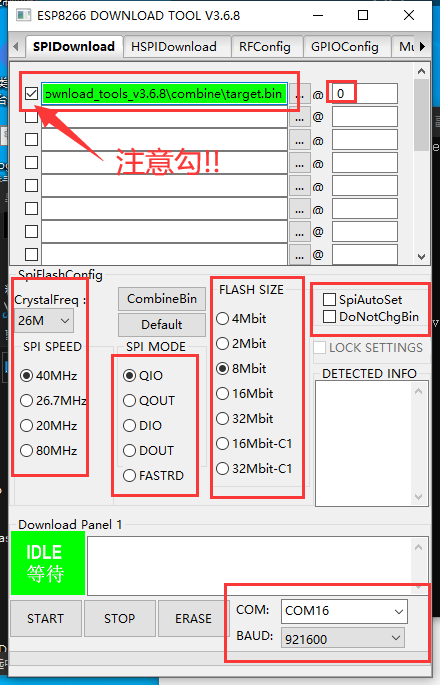 ESP8266 DOWNLOAD TOOL V3.6.8
SPIDownload
HSPIDownload
RFConfig
GPIOConfig
Mu
ownload_tools_v3.6.8\combine\target.bin
...
@
0
...
@
注意勾!!
...
@
...
@
...
@
...
@
...
@
...
@
SpiFlashConfig
CrystalFreq :
26M
CombineBin
Default
SPI SPEED
40MHz
26.7MHz
20MHz
80MHz
SPI MODE
QIO
QOUT
DIO
DOUT
FASTRD
FLASH SIZE
4Mbit
2Mbit
8Mbit
16Mbit
32Mbit
16Mbit-C1
32Mbit-C1
SpiAutoSet
DoNotChgBin
LOCK SETTINGS
DETECTED INFO
Download Panel 1
IDLE
等待
START
STOP
ERASE
COM:
COM16
BAUD:
921600